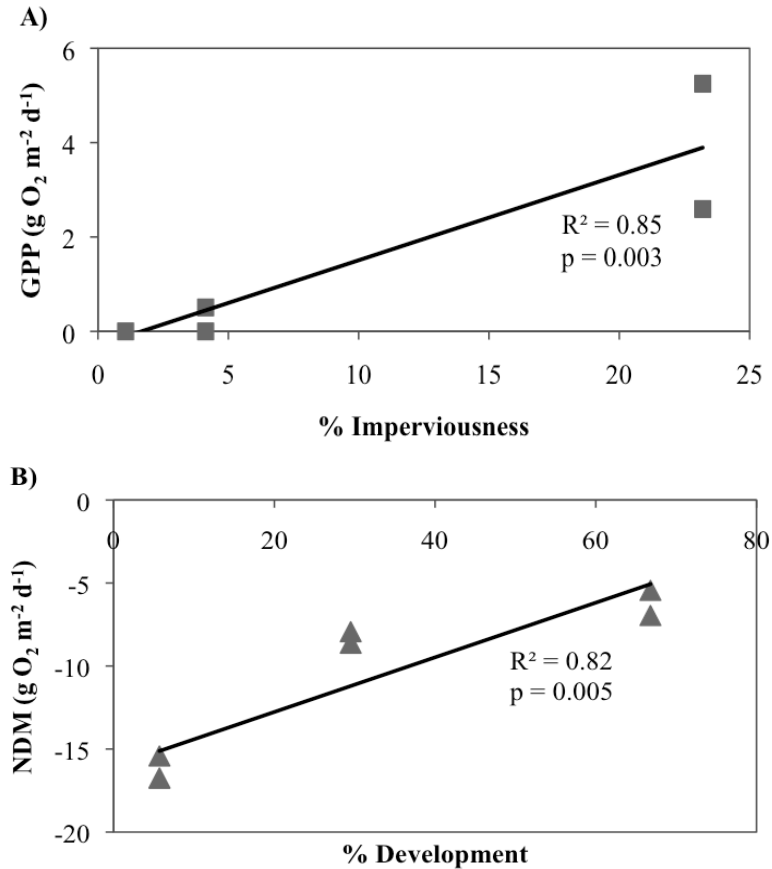 A)
GPP (g O₂ m⁻² d⁻¹)
6
4
2
0
R² = 0.85
p = 0.003
0 5 10 15 20 25
% Imperviousness
B)
NDM (g O₂ m⁻² d⁻¹)
0
0 20 40 60 80
-5
-10
-15
-20
R² = 0.82
p = 0.005
% Development